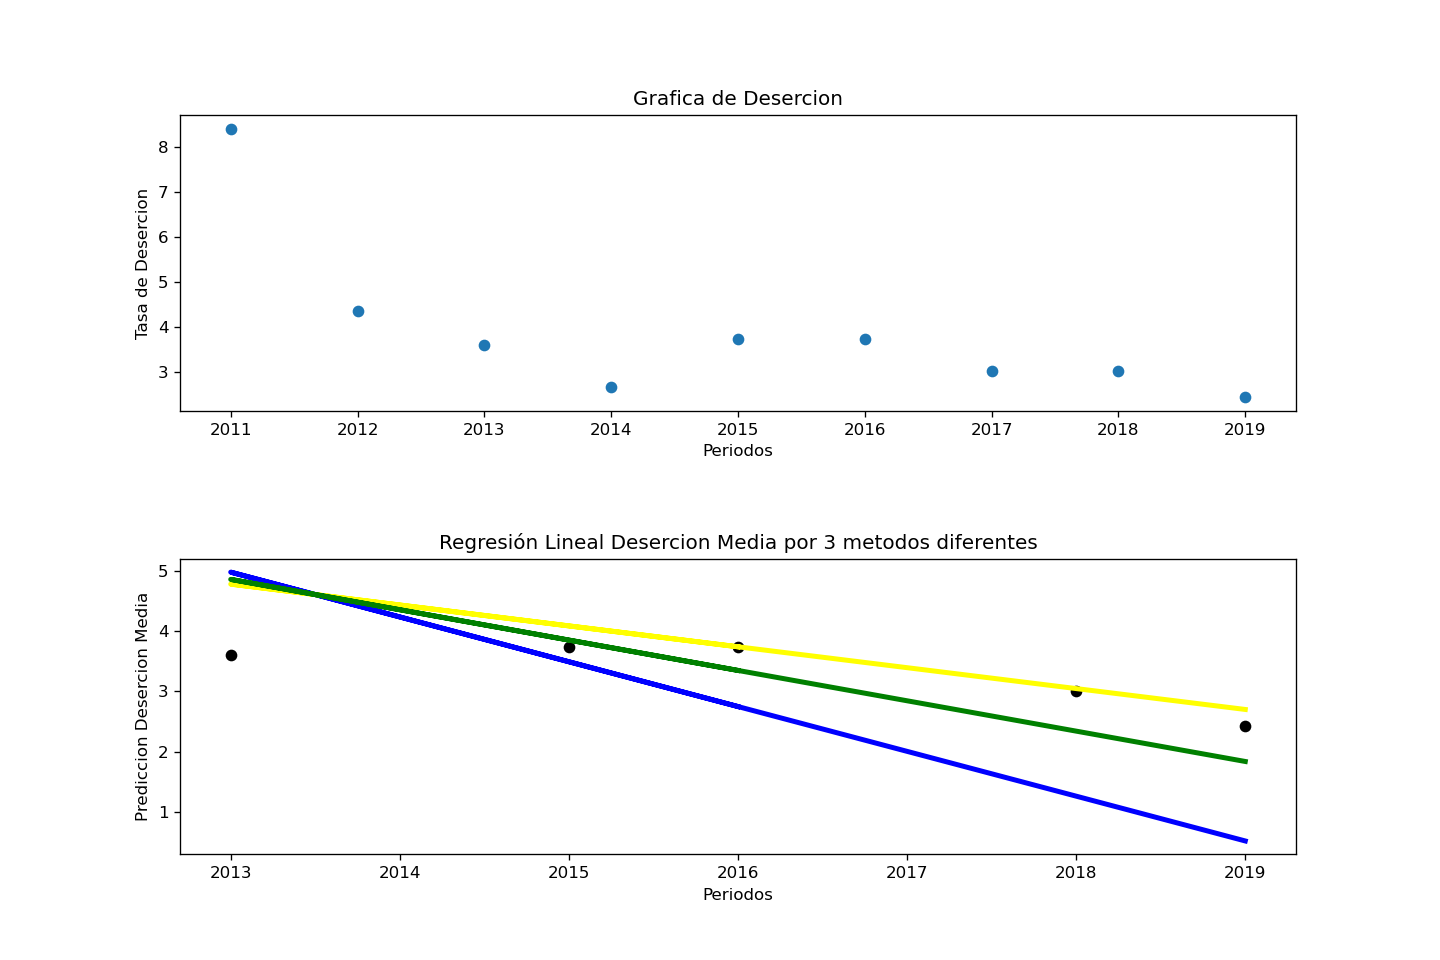 Grafica de Desercion
Tasa de Desercion
8
7
6
5
4
3
2011 2012 2013 2014 2015 2016 2017 2018 2019
Periodos
Regresión Lineal Desercion Media por 3 metodos diferentes
Prediccion Desercion Media
5
4
3
2
1
2013 2014 2015 2016 2017 2018 2019
Periodos